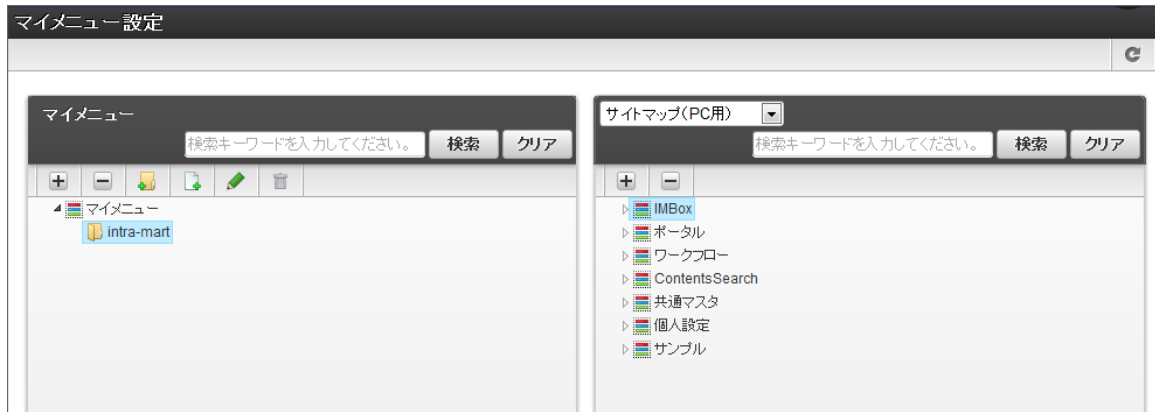 マイメニュー設定
マイメニュー
検索キーワードを入力してください。 検索 クリア
マイメニュー
intra-mart
サイトマップ(PC用)
検索キーワードを入力してください。 検索 クリア
IMBox
ポータル
ワークフロー
ContentsSearch
共通マスタ
個人設定
サンプル